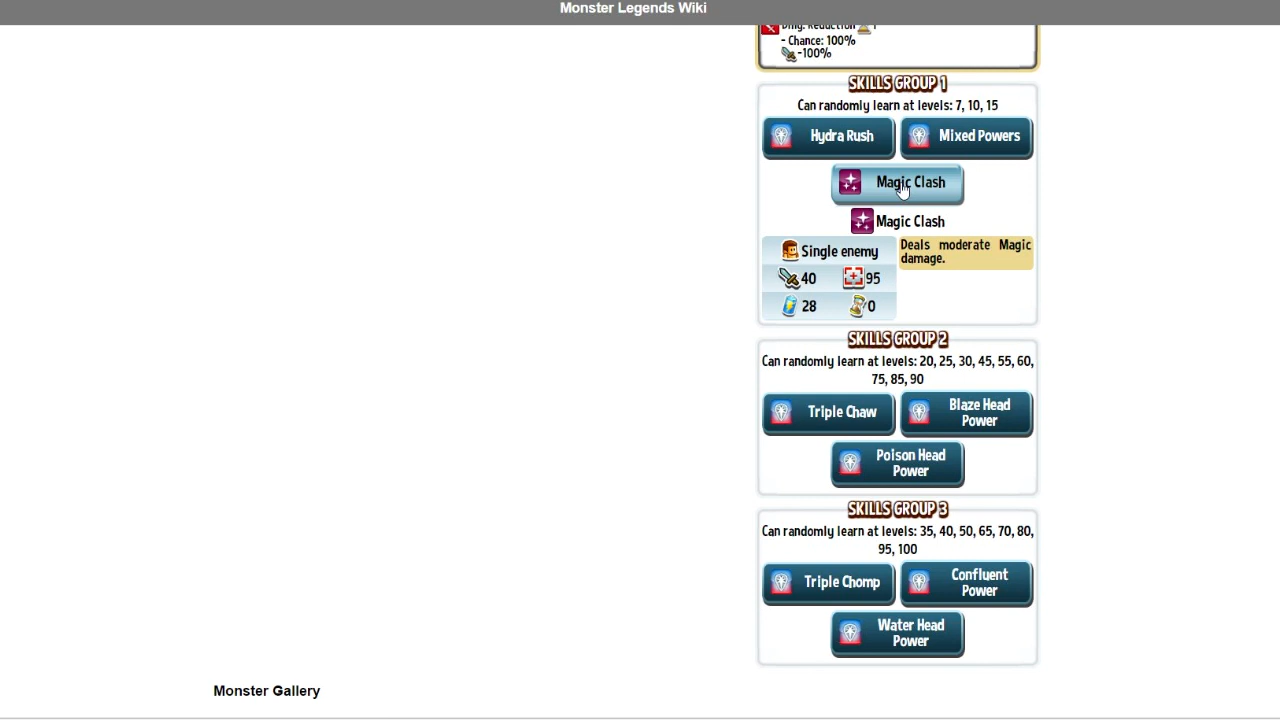 Monster Legends Wiki
Dmg. Reduction 1
- Chance: 100%
-100%
SKILLS GROUP 1
Can randomly learn at levels: 7, 10, 15
Hydra Rush
Mixed Powers
Magic Clash
Magic Clash
Single enemy
Deals moderate Magic
damage.
40
95
28
0
SKILLS GROUP 2
Can randomly learn at levels: 20, 25, 30, 45, 55, 60,
75, 85, 90
Triple Chaw
Blaze Head
Power
Poison Head
Power
SKILLS GROUP 3
Can randomly learn at levels: 35, 40, 50, 65, 70, 80,
95, 100
Triple Chomp
Confluent
Power
Water Head
Power
Monster Gallery